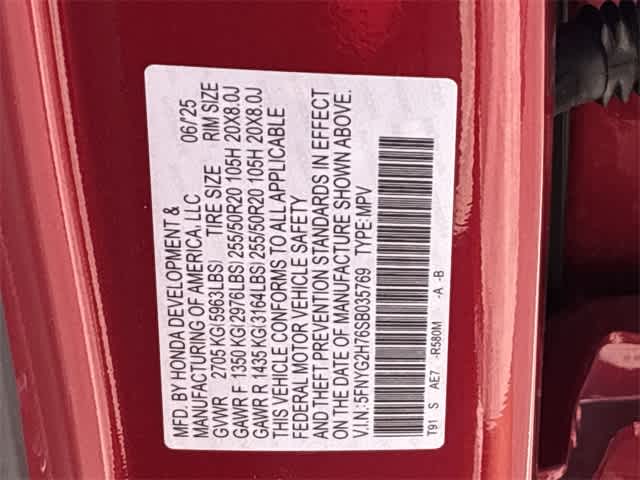 MFD. BY HONDA DEVELOPMENT &
MANUFACTURING OF AMERICA, LLC 06/25
GVWR 2705 KG(5963LBS) TIRE SIZE RIM SIZE
GAWR F 1350 KG(2976LBS) 255/50R20 105H 20X8.0J
GAWR R 1435 KG(3164LBS) 255/50R20 105H 20X8.0J
THIS VEHICLE CONFORMS TO ALL APPLICABLE
FEDERAL MOTOR VEHICLE SAFETY
AND THEFT PREVENTION STANDARDS IN EFFECT
ON THE DATE OF MANUFACTURE SHOWN ABOVE.
V.I.N.:5FNYG2H76SB035769 TYPE:MPV
T91 S AE7 -R580M -A -B